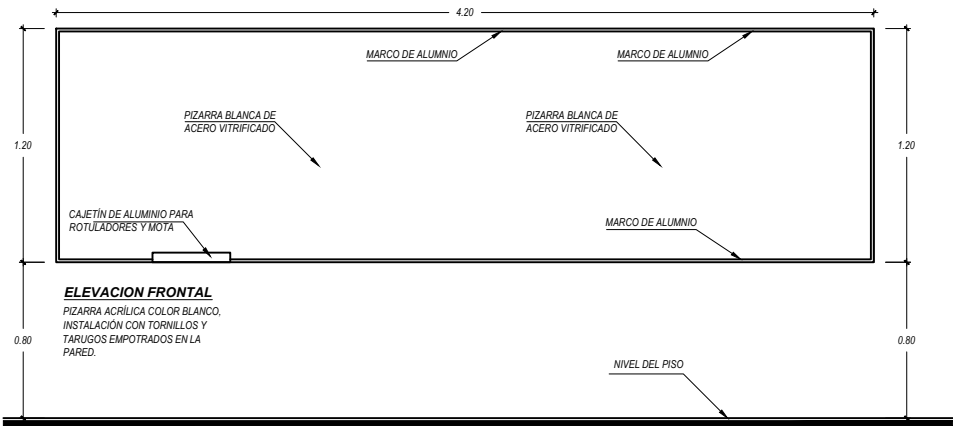 4.20
MARCO DE ALUMNIO
MARCO DE ALUMNIO
PIZARRA BLANCA DE
ACERO VITRIFICADO
PIZARRA BLANCA DE
ACERO VITRIFICADO
1.20
1.20
CAJETÍN DE ALUMINIO PARA
ROTULADORES Y MOTA
MARCO DE ALUMNIO
ELEVACION FRONTAL
PIZARRA ACRÍLICA COLOR BLANCO,
INSTALACIÓN CON TORNILLOS Y
TARUGOS EMPOTRADOS EN LA
PARED.
0.80
0.80
NIVEL DEL PISO